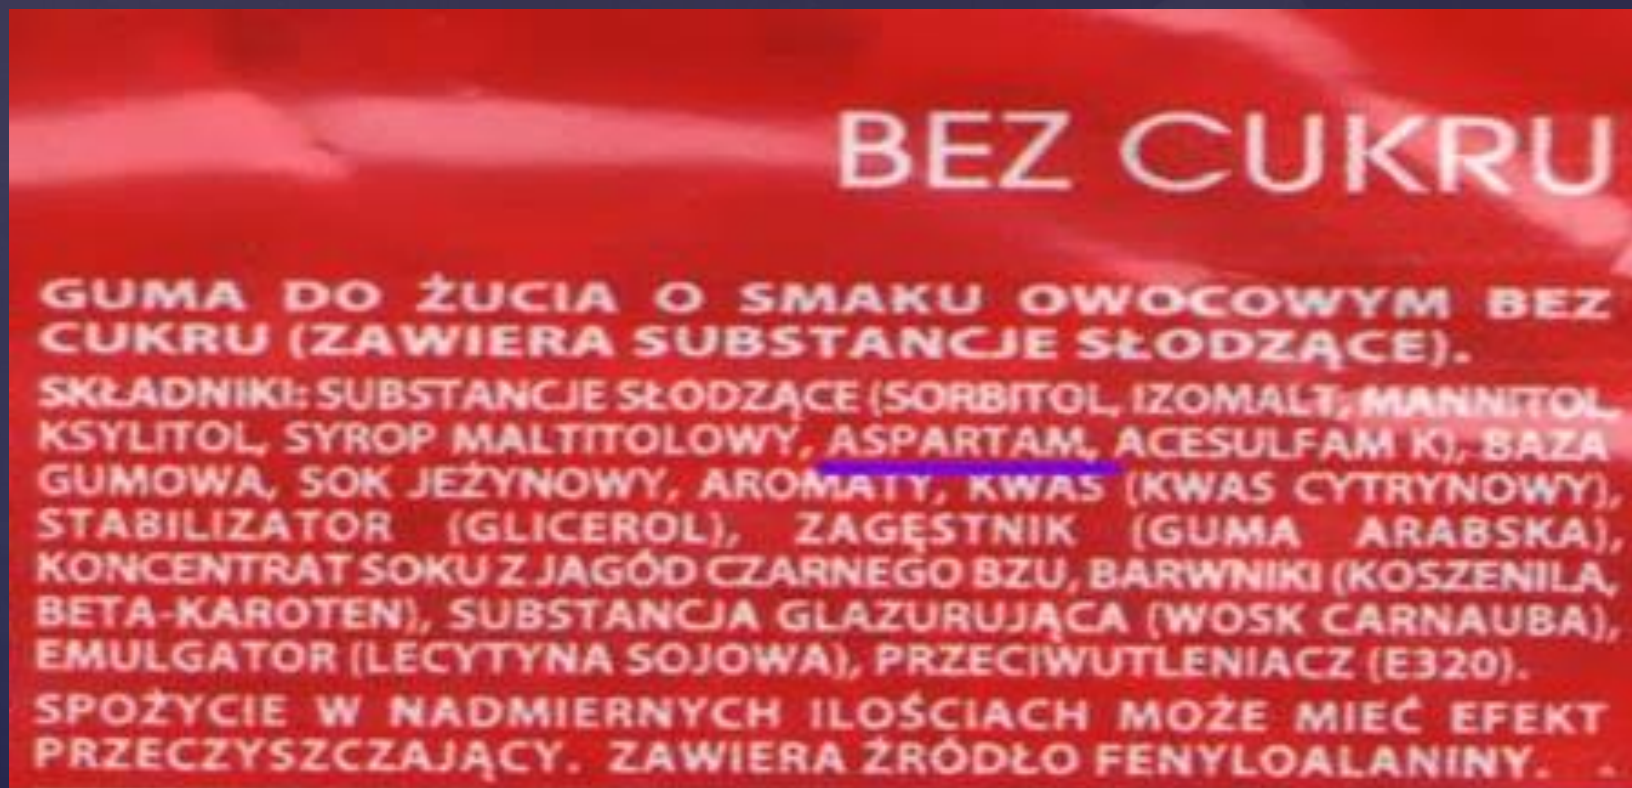 BEZ CUKRU
GUMA DO ŻUCIA O SMAKU OWOCOWYM BEZ
CUKRU (ZAWIERA SUBSTANCJE SŁODZĄCE).
SKŁADNIKI: SUBSTANCJE SŁODZĄCE (SORBITOL, IZOMALT, MANNITOL,
KSYLITOL, SYROP MALTITOLOWY, ASPARTAM, ACESULFAM K), BAZA
GUMOWA, SOK JEŻYNOWY, AROMATY, KWAS (KWAS CYTRYNOWY),
STABILIZATOR (GLICEROL), ZAGĘSTNIK (GUMA ARABSKA),
KONCENTRAT SOKU Z JAGÓD CZARNEGO BZU, BARWNIKI (KOSZENILA,
BETA-KAROTEN), SUBSTANCJA GLAZURUJĄCA (WOSK CARNAUBA),
EMULGATOR (LECYTYNA SOJOWA), PRZECIWUTLENIACZ (E320).
SPOŻYCIE W NADMIERNYCH ILOŚCIACH MOŻE MIEĆ EFEKT
PRZECZYSZCZAJĄCY. ZAWIERA ŹRÓDŁO FENYLOALANINY.